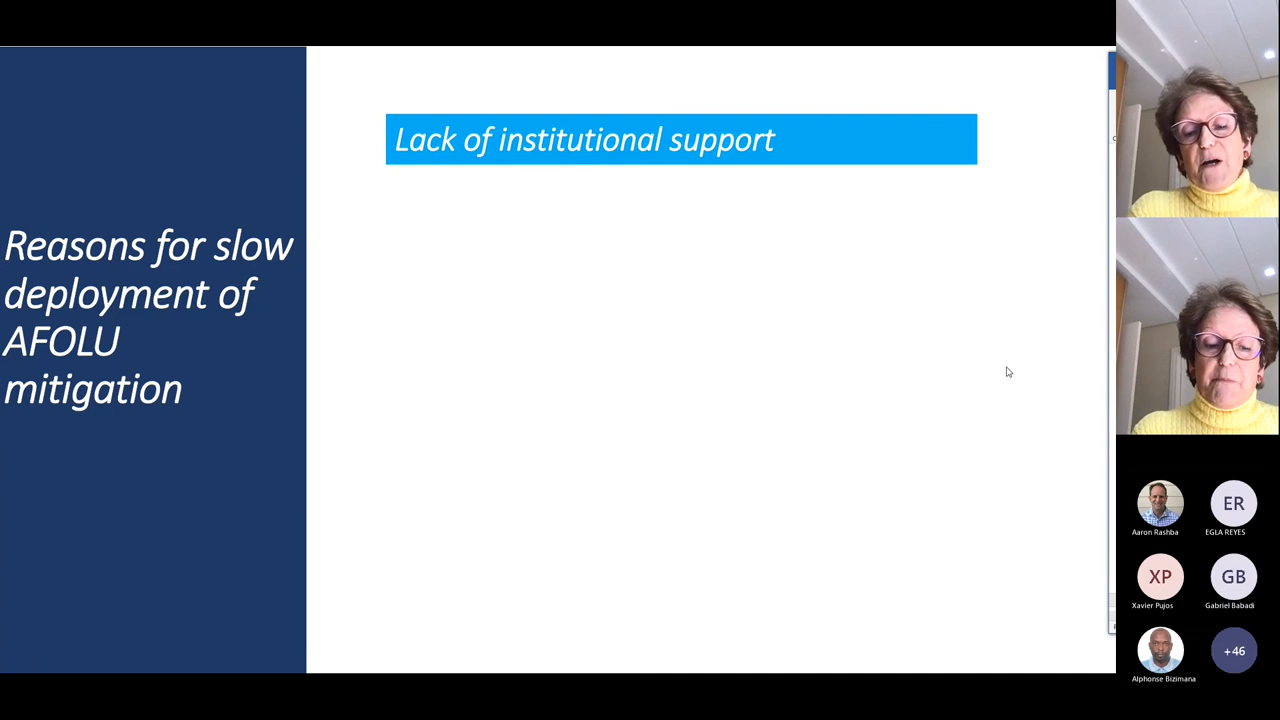 Lack of institutional support
Reasons for slow
deployment of
AFOLU
mitigation
Aaron Rashba
ER
EGLA REYES
XP
Xavier Pujos
GB
Gabriel Babadi
Alphonse Bizimana
+46